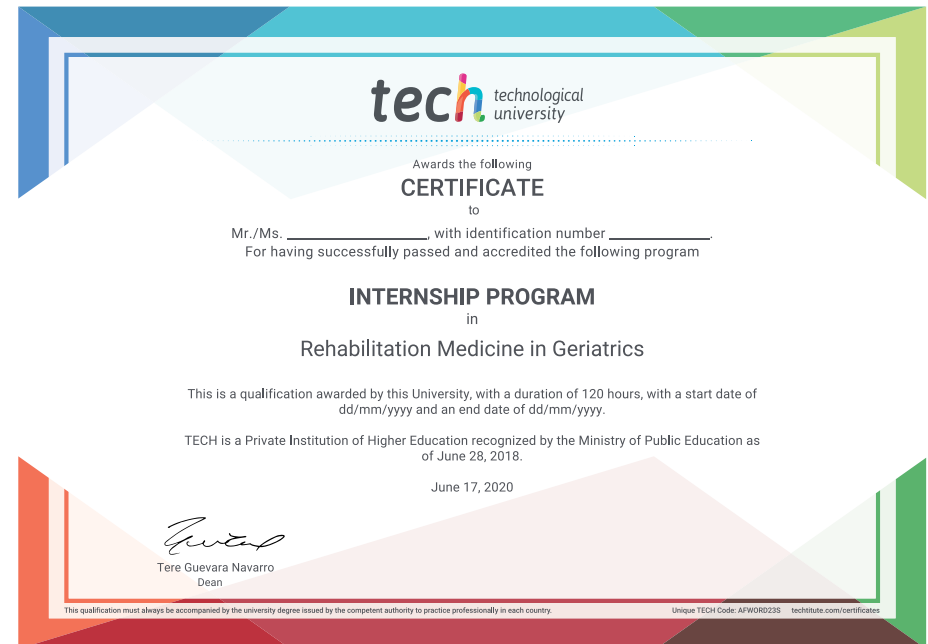 tech technological
university
Awards the following
CERTIFICATE
to
Mr./Ms. ____________________, with identification number ______________.
For having successfully passed and accredited the following program
INTERNSHIP PROGRAM
in
Rehabilitation Medicine in Geriatrics
This is a qualification awarded by this University, with a duration of 120 hours, with a start date of
dd/mm/yyyy and an end date of dd/mm/yyyy.
TECH is a Private Institution of Higher Education recognized by the Ministry of Public Education as
of June 28, 2018.
June 17, 2020
Tere Guevara Navarro
Dean
This qualification must always be accompanied by the university degree issued by the competent authority to practice professionally in each country. Unique TECH Code: AFWORD23S techtitute.com/certificates